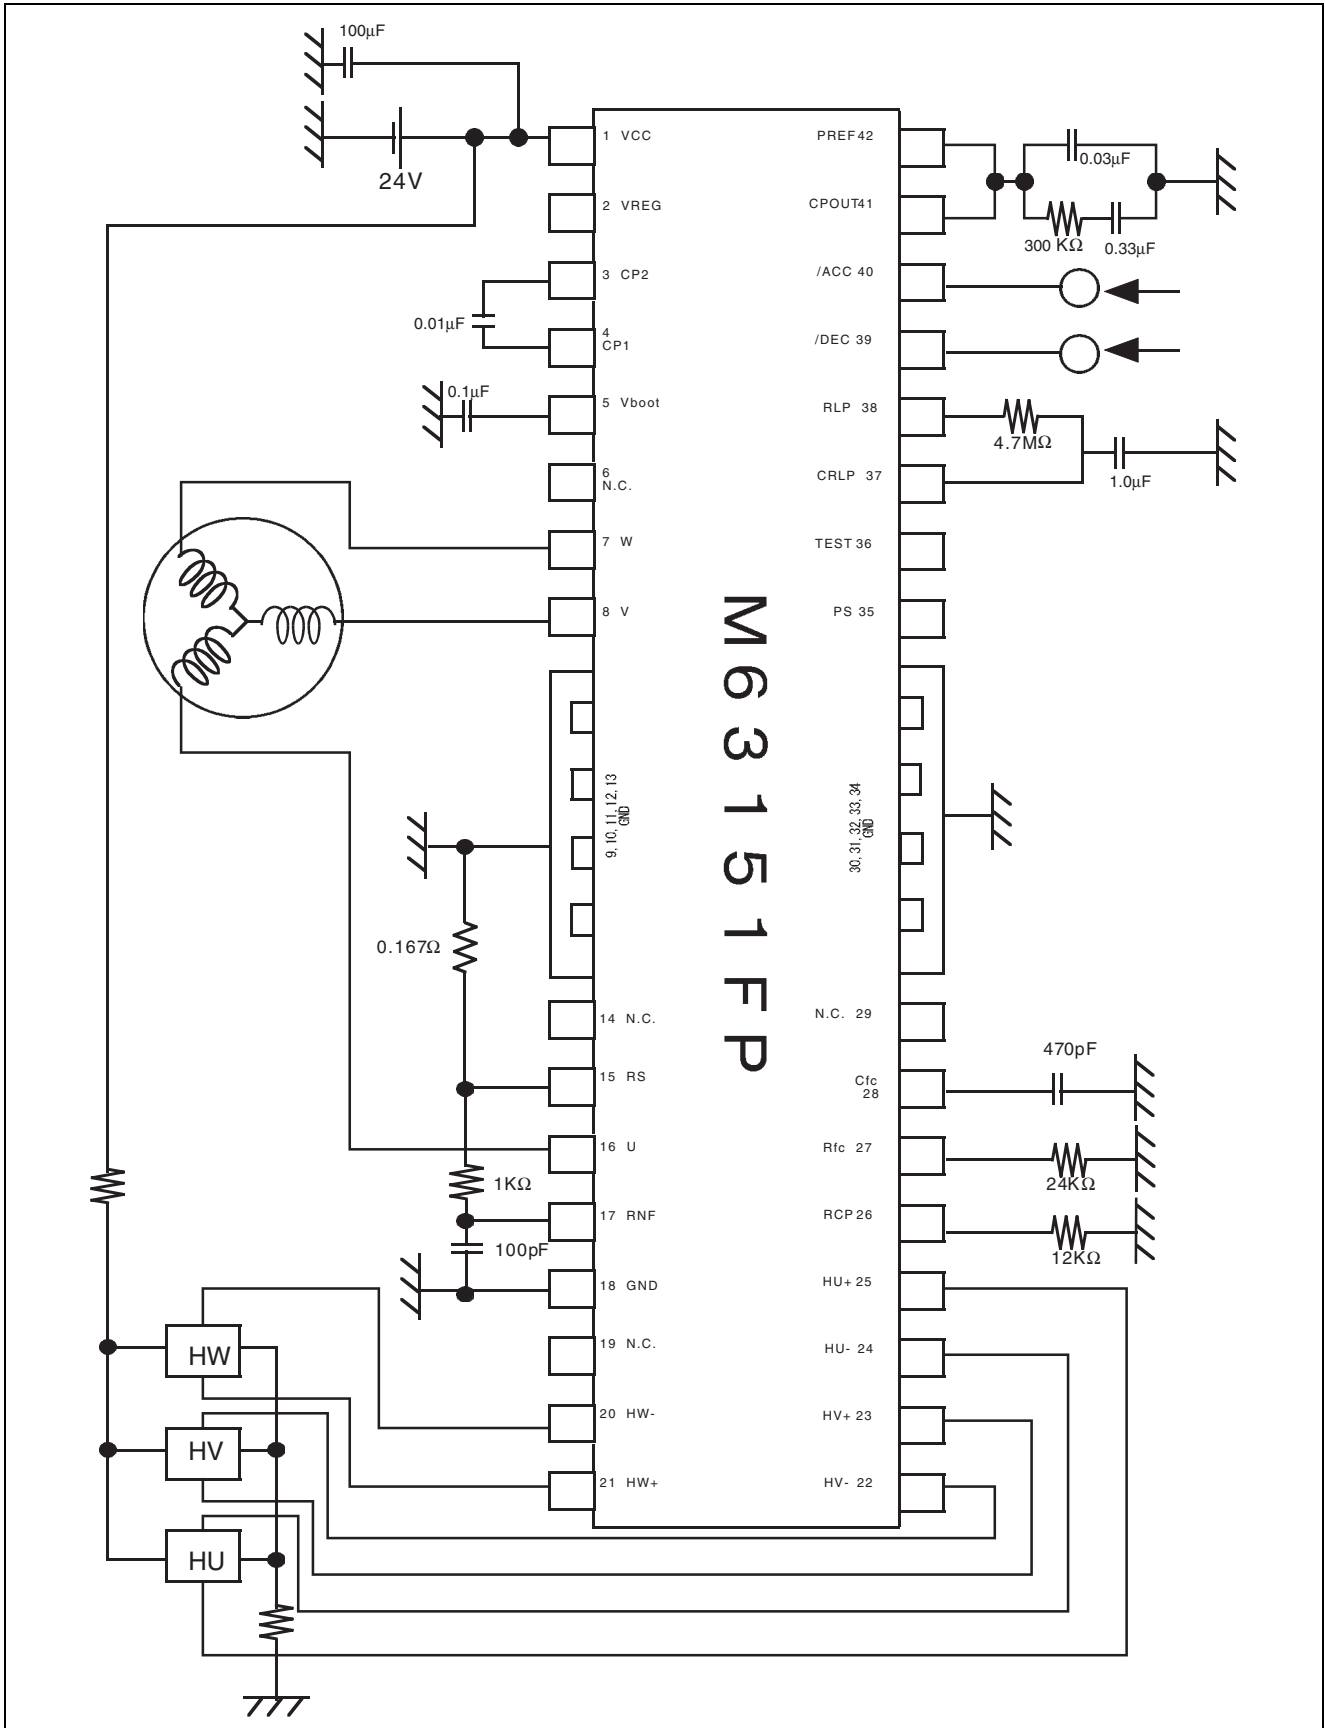 100μF
24V
1 VCC
2 VREG
3 CP2
0.01μF
4
CP1
0.1μF
5 Vboot
6
N.C.
7 W
8 V
9, 10, 11, 12, 13
GND
0.167Ω
14 N.C.
15 RS
16 U
1KΩ
17 RNF
100pF
18 GND
19 N.C.
20 HW-
21 HW+
HW
HV
HU
M63151FP
PREF42
0.03μF
CPOUT41
300 KΩ
0.33μF
/ACC 40
/DEC 39
RLP 38
4.7MΩ
CRLP 37
1.0μF
TEST 36
PS 35
30, 31, 32, 33, 34
GND
N.C. 29
470pF
Cfc
28
Rfc 27
24KΩ
RCP 26
12KΩ
HU+ 25
HU- 24
HV+ 23
HV- 22